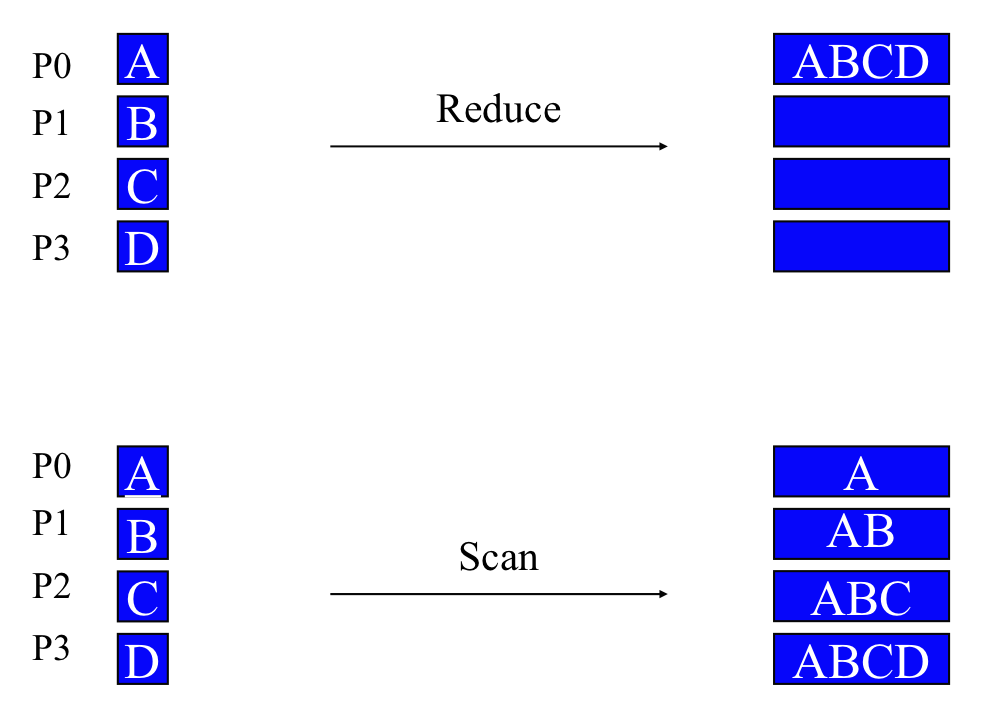 P0 A ABCD
Reduce
P1 B
P2 C
P3 D
P0 A A
P1 B AB
Scan
P2 C ABC
P3 D ABCD